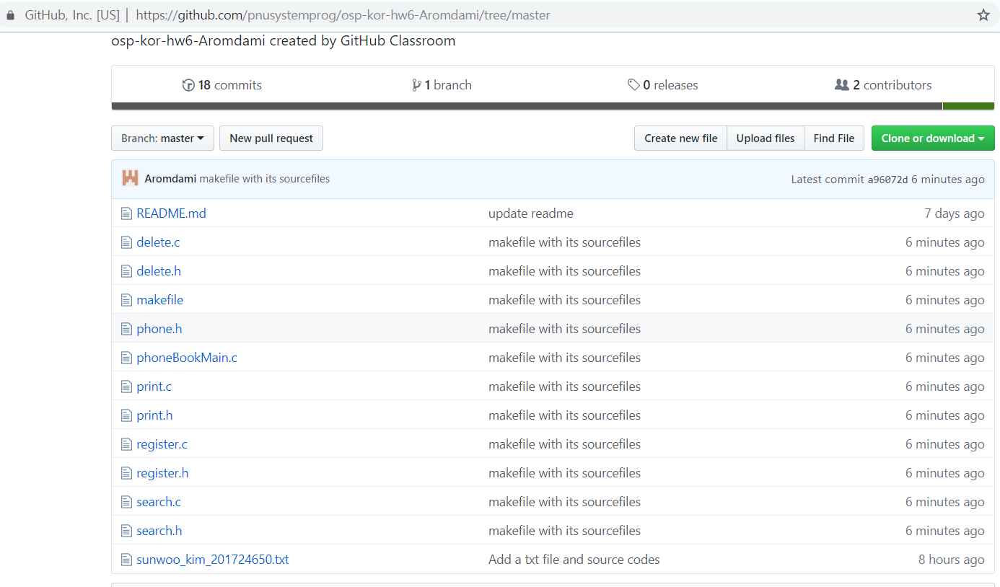 GitHub, Inc. [US] | https://github.com/pnusystemprog/osp-kor-hw6-Aromdami/tree/master
osp-kor-hw6-Aromdami created by GitHub Classroom
18 commits 1 branch 0 releases 2 contributors
Branch: master New pull request Create new file Upload files Find File Clone or download
Aromdami makefile with its sourcefiles Latest commit a96072d 6 minutes ago
README.md update readme 7 days ago
delete.c makefile with its sourcefiles 6 minutes ago
delete.h makefile with its sourcefiles 6 minutes ago
makefile makefile with its sourcefiles 6 minutes ago
phone.h makefile with its sourcefiles 6 minutes ago
phoneBookMain.c makefile with its sourcefiles 6 minutes ago
print.c makefile with its sourcefiles 6 minutes ago
print.h makefile with its sourcefiles 6 minutes ago
register.c makefile with its sourcefiles 6 minutes ago
register.h makefile with its sourcefiles 6 minutes ago
search.c makefile with its sourcefiles 6 minutes ago
search.h makefile with its sourcefiles 6 minutes ago
sunwoo_kim_201724650.txt Add a txt file and source codes 8 hours ago